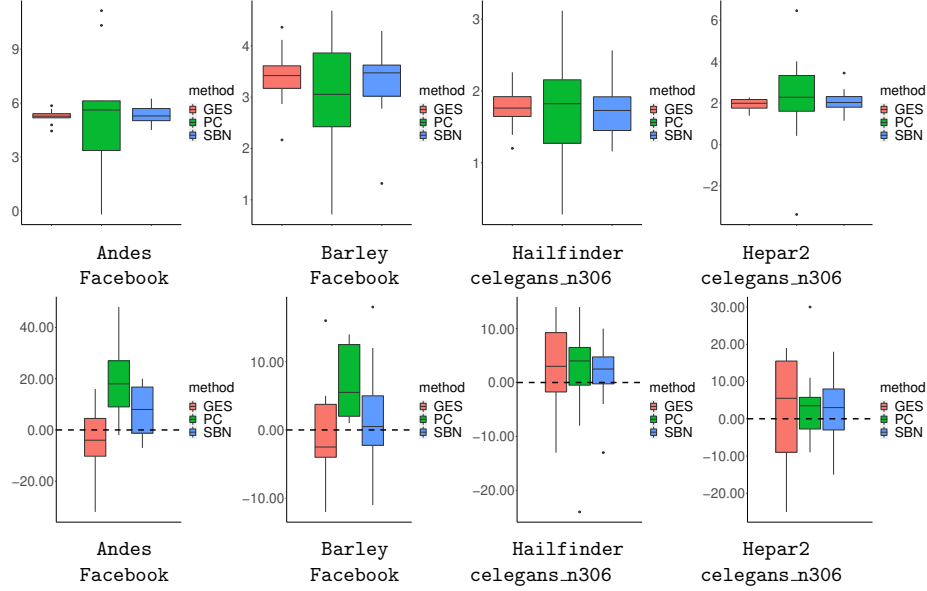 9
6
3
0
method
GES
PC
SBN
4
3
2
1
method
GES
PC
SBN
3
2
1
method
GES
PC
SBN
6
4
2
0
−2
method
GES
PC
SBN
Andes
Facebook
Barley
Facebook
Hailfinder
celegans_n306
Hepar2
celegans_n306
40.00
20.00
0.00
−20.00
method
GES
PC
SBN
10.00
0.00
−10.00
method
GES
PC
SBN
10.00
0.00
−10.00
−20.00
method
GES
PC
SBN
30.00
20.00
10.00
0.00
−10.00
−20.00
method
GES
PC
SBN
Andes
Facebook
Barley
Facebook
Hailfinder
celegans_n306
Hepar2
celegans_n306